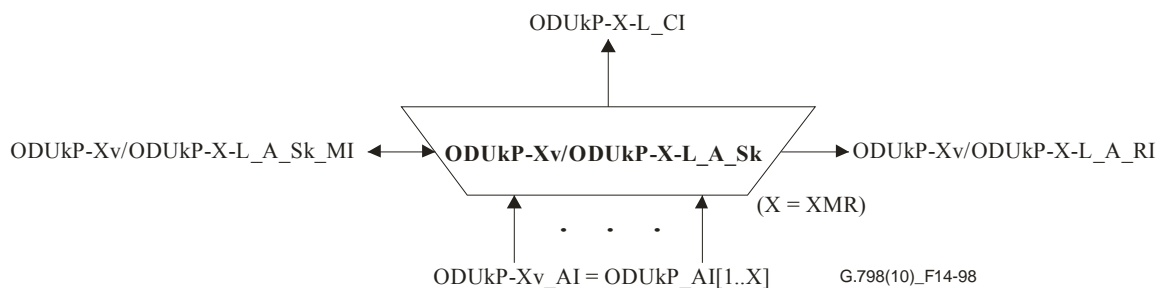 ODUkP-X-L_CI
ODUkP-Xv/ODUkP-X-L_A_Sk_MI
ODUkP-Xv/ODUkP-X-L_A_Sk
ODUkP-Xv/ODUkP-X-L_A_RI
(X = XMR)
. . .
ODUkP-Xv_AI = ODUkP_AI[1..X]
G.798(10)_F14-98